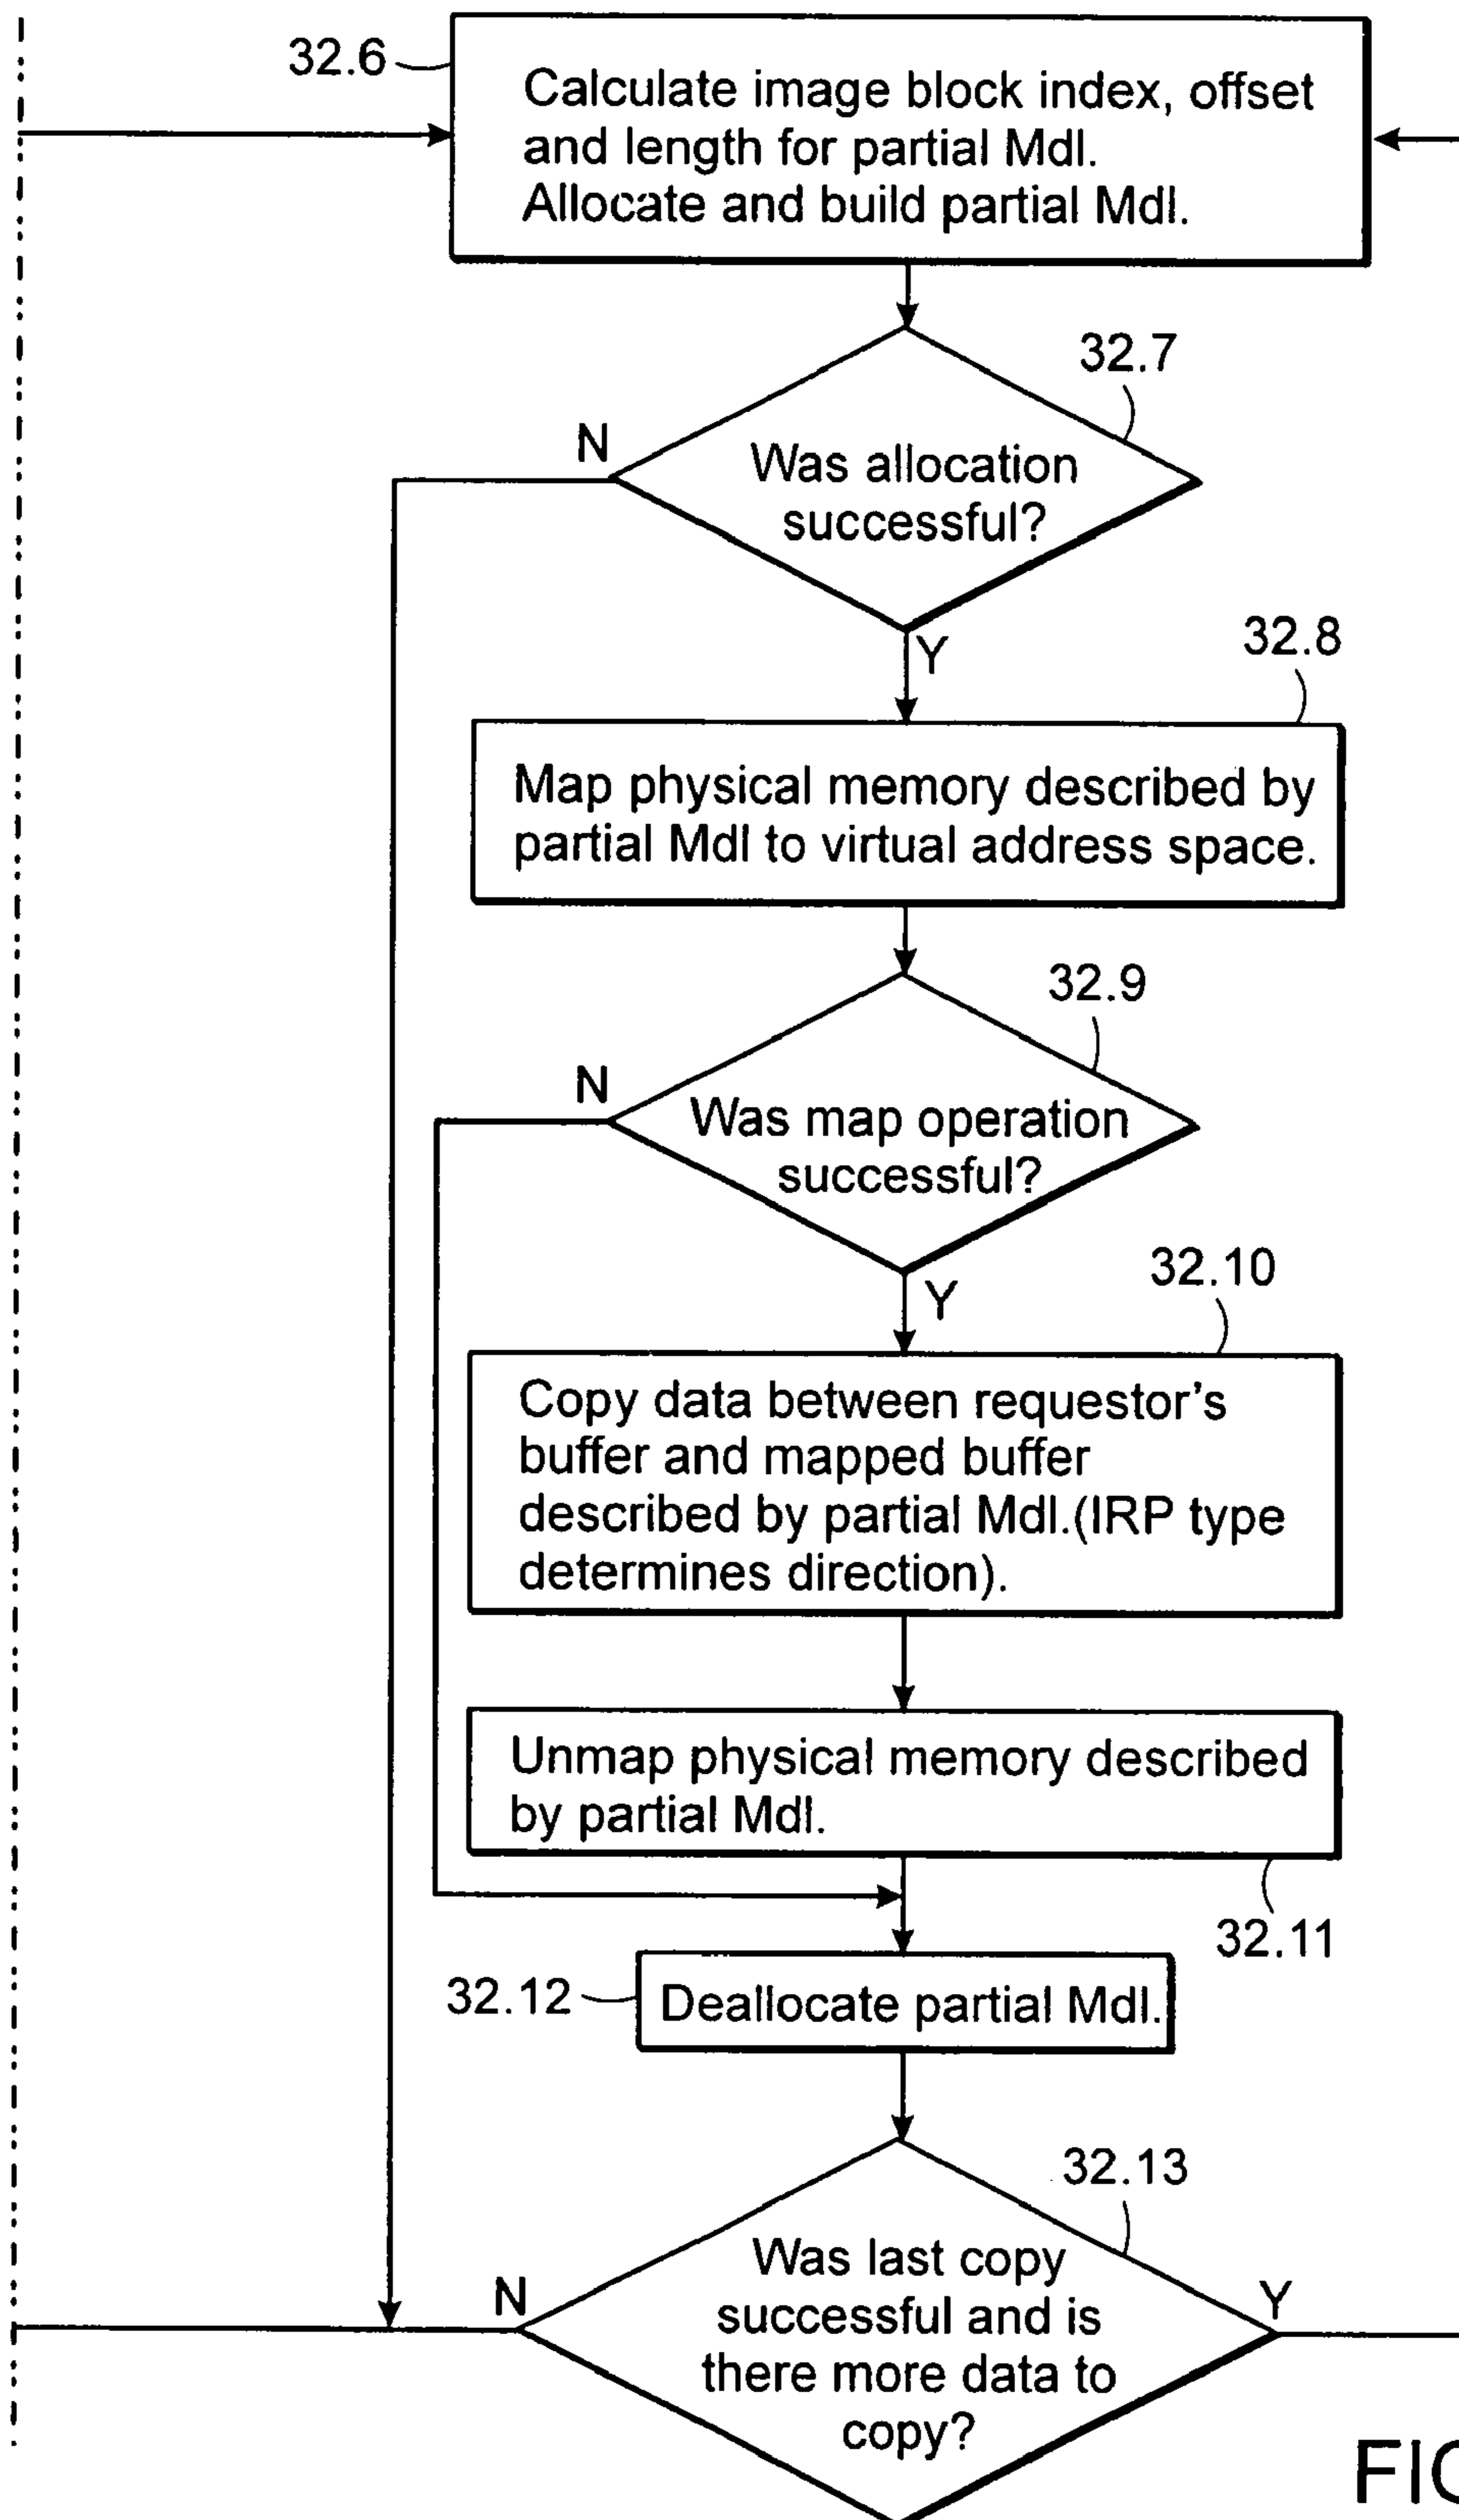 32.6
Calculate image block index, offset
and length for partial Mdl.
Allocate and build partial Mdl.
32.7
N
Was allocation
successful?
Y
32.8
Map physical memory described by
partial Mdl to virtual address space.
32.9
N
Was map operation
successful?
Y
32.10
Copy data between requestor's
buffer and mapped buffer
described by partial Mdl.(IRP type
determines direction).
Unmap physical memory described
by partial Mdl.
32.11
32.12
Deallocate partial Mdl.
32.13
N
Was last copy
successful and is
there more data to
copy?
Y